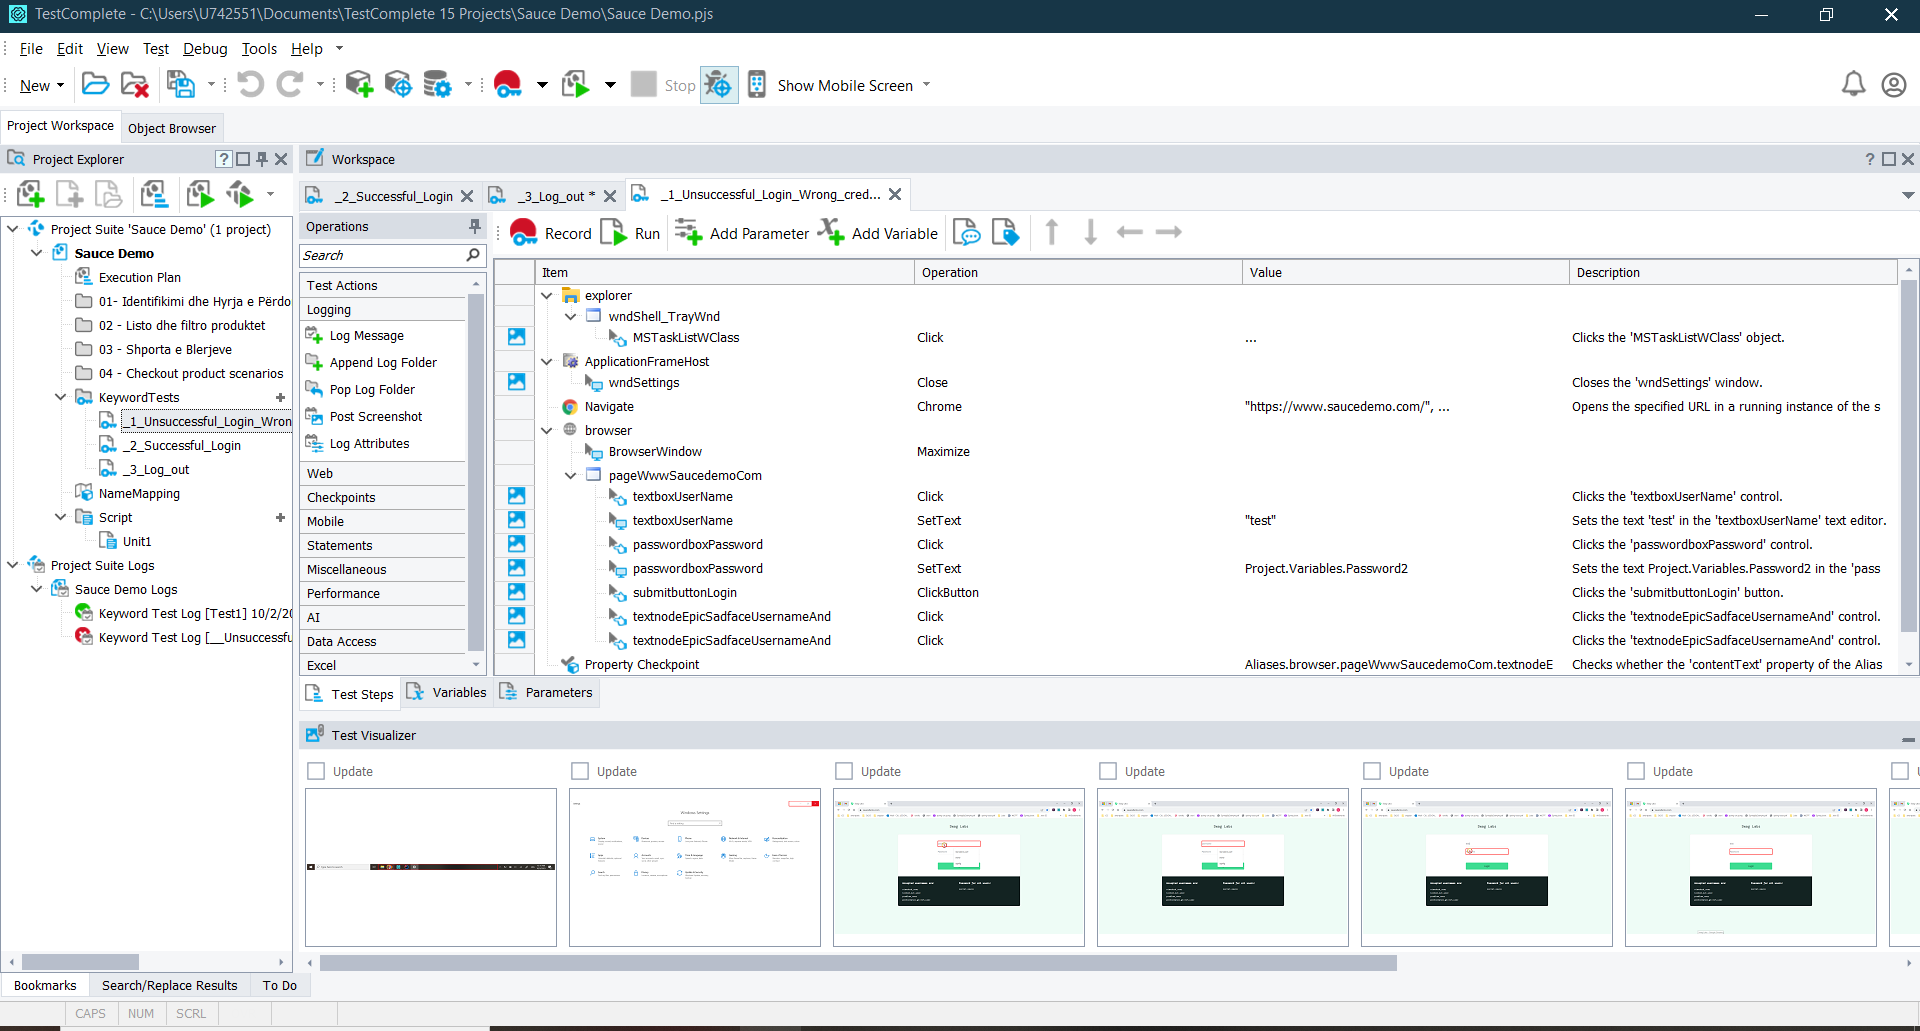 TestComplete - C:\Users\U742551\Documents\TestComplete 15 Projects\Sauce Demo\Sauce Demo.pjs
File Edit View Test Debug Tools Help
New Stop Show Mobile Screen
Project Workspace Object Browser
Project Explorer
Workspace
_2_Successful_Login _3_Log_out * _1_Unsuccessful_Login_Wrong_cred...
Project Suite 'Sauce Demo' (1 project)
Sauce Demo
Execution Plan
01- Identifikimi dhe Hyrja e Përdo
02 - Listo dhe filtro produktet
03 - Shporta e Blerjeve
04 - Checkout product scenarios
KeywordTests
_1_Unsuccessful_Login_Wron
_2_Successful_Login
_3_Log_out
NameMapping
Script
Unit1
Project Suite Logs
Sauce Demo Logs
Keyword Test Log [Test1] 10/2/20
Keyword Test Log [__Unsuccessfu
Operations
Search
Test Actions
Logging
Log Message
Append Log Folder
Pop Log Folder
Post Screenshot
Log Attributes
Web
Checkpoints
Mobile
Statements
Miscellaneous
Performance
AI
Data Access
Excel
Record Run Add Parameter Add Variable
Item Operation Value Description
explorer
wndShell_TrayWnd
MSTaskListWClass Click ... Clicks the 'MSTaskListWClass' object.
ApplicationFrameHost
wndSettings Close Closes the 'wndSettings' window.
Navigate Chrome "https://www.saucedemo.com/", ... Opens the specified URL in a running instance of the s
browser
BrowserWindow Maximize
pageWwwSaucedemoCom
textboxUserName Click Clicks the 'textboxUserName' control.
textboxUserName SetText "test" Sets the text 'test' in the 'textboxUserName' text editor.
passwordboxPassword Click Clicks the 'passwordboxPassword' control.
passwordboxPassword SetText Project.Variables.Password2 Sets the text Project.Variables.Password2 in the 'pass
submitbuttonLogin ClickButton Clicks the 'submitbuttonLogin' button.
textnodeEpicSadfaceUsernameAnd Click Clicks the 'textnodeEpicSadfaceUsernameAnd' control.
textnodeEpicSadfaceUsernameAnd Click Clicks the 'textnodeEpicSadfaceUsernameAnd' control.
Property Checkpoint Aliases.browser.pageWwwSaucedemoCom.textnodeE Checks whether the 'contentText' property of the Alias
Test Steps Variables Parameters
Test Visualizer
Update Update Update Update Update Update
Windows Settings
Swag Labs Swag Labs Swag Labs Swag Labs
Bookmarks Search/Replace Results To Do
CAPS NUM SCRL